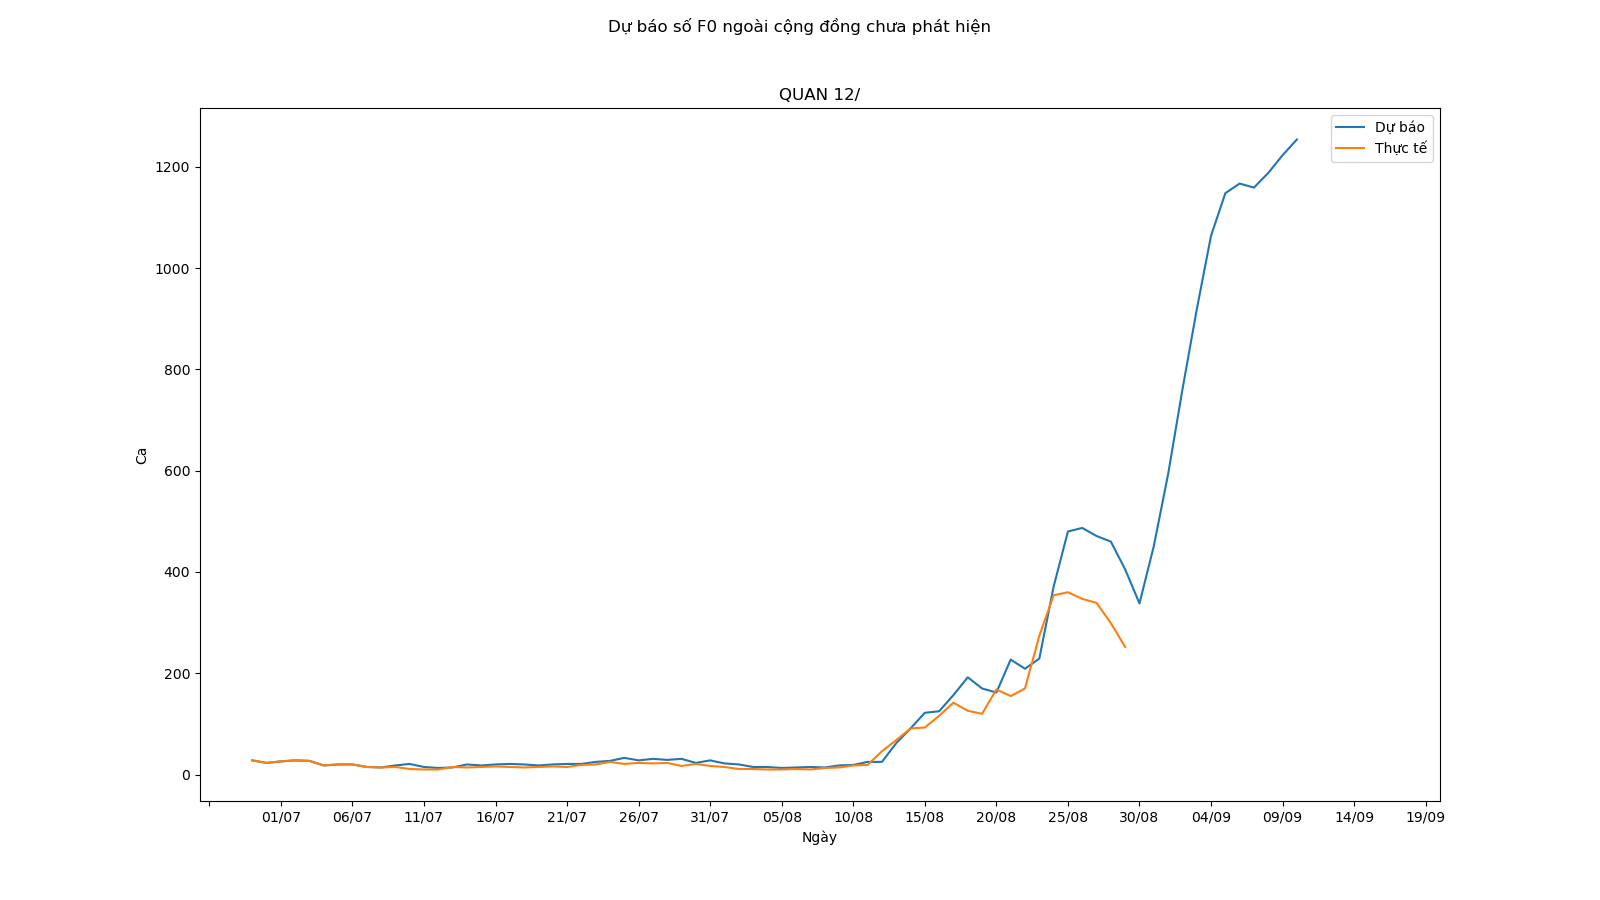 Dự báo số F0 ngoài cộng đồng chưa phát hiện
QUAN 12/
Dự báo
Thực tế
1200
1000
800
600
400
200
0
Ca
01/07 06/07 11/07 16/07 21/07 26/07 31/07 05/08 10/08 15/08 20/08 25/08 30/08 04/09 09/09 14/09 19/09
Ngày